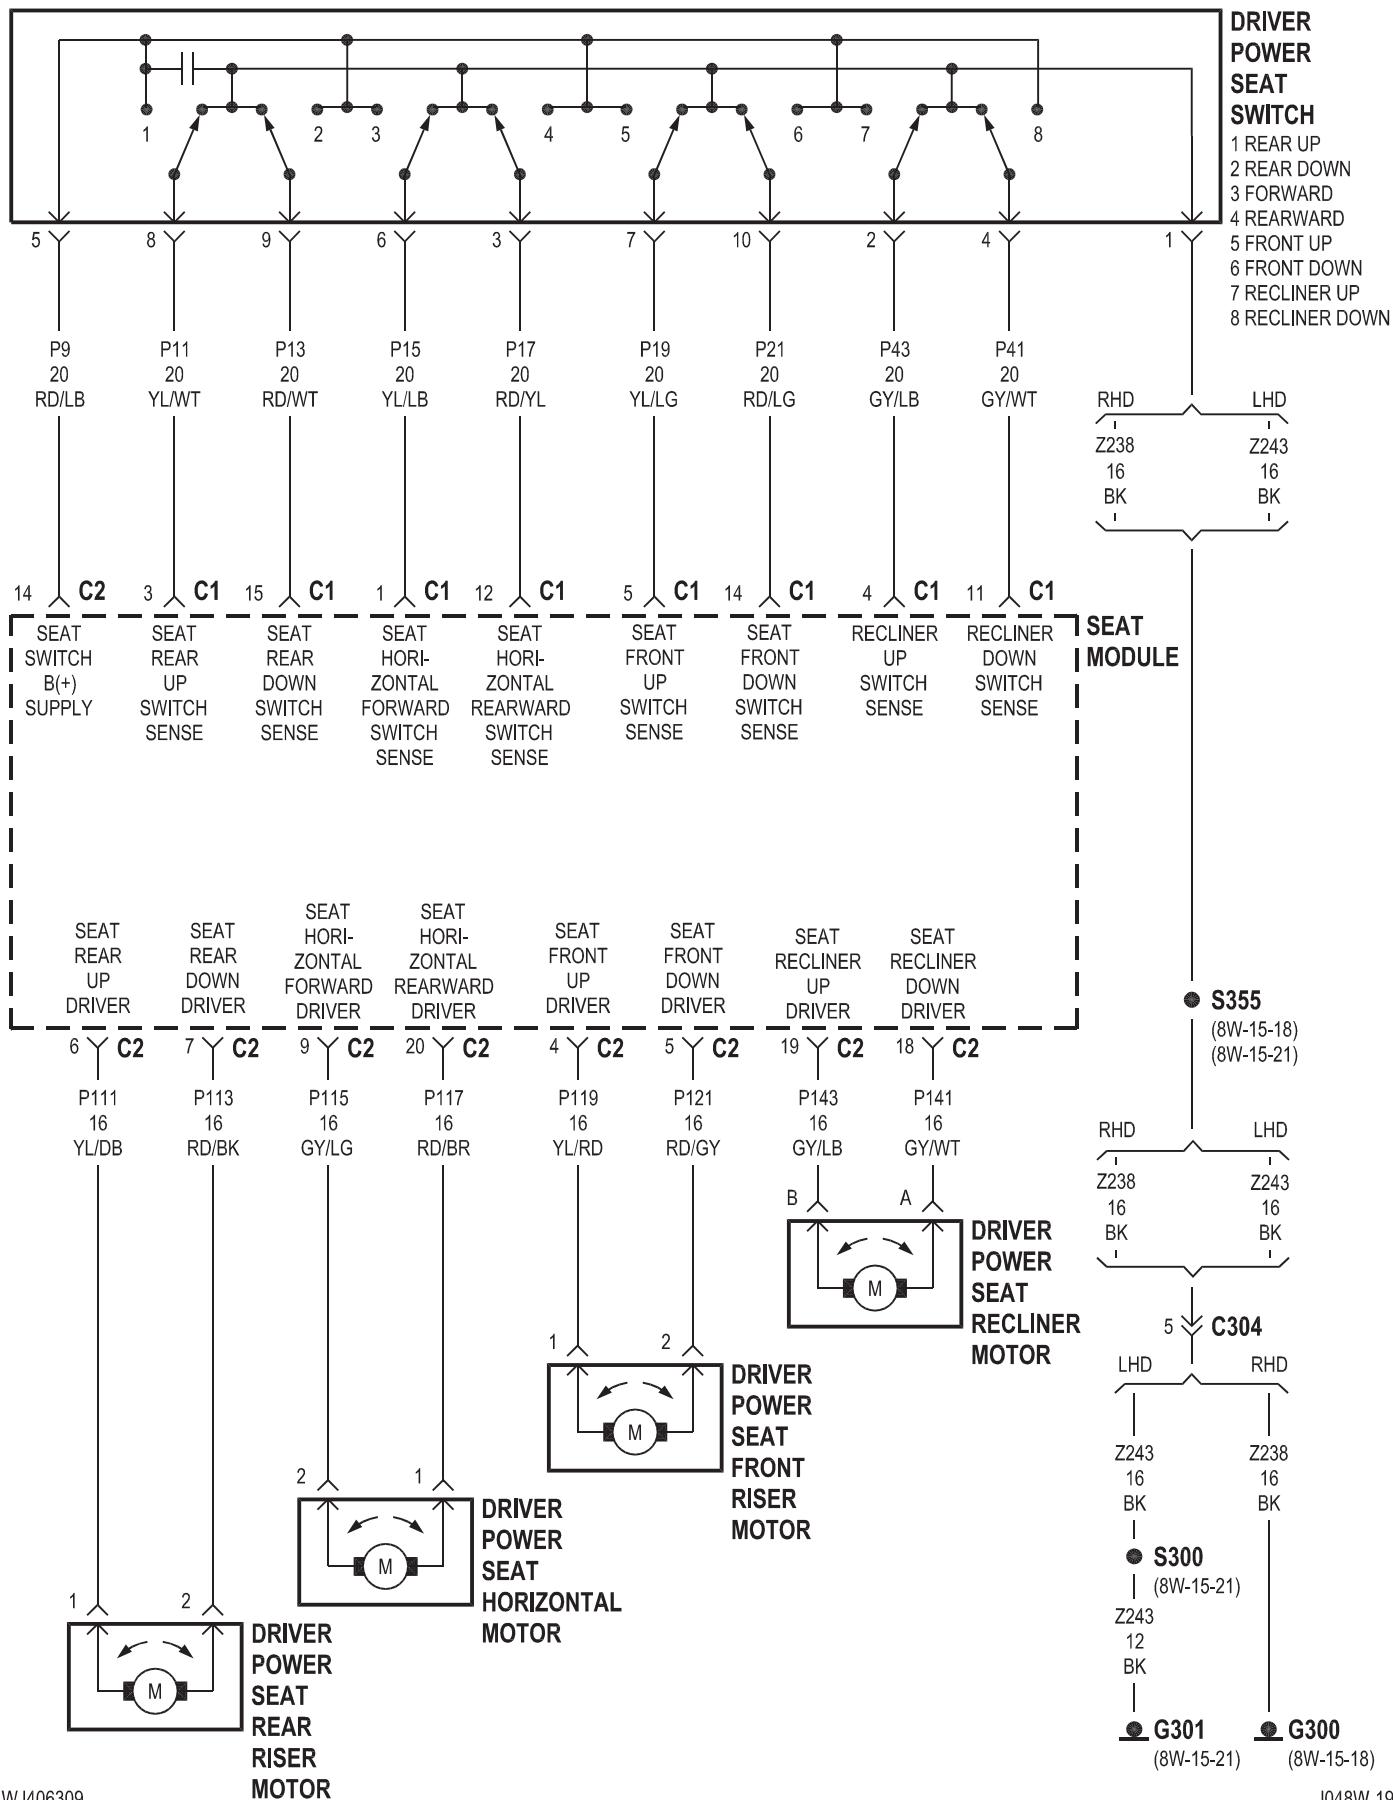 DRIVER
POWER
SEAT
SWITCH
1 REAR UP
2 REAR DOWN
3 FORWARD
4 REARWARD
5 FRONT UP
6 FRONT DOWN
7 RECLINER UP
8 RECLINER DOWN
1 2 3 4 5 6 7 8
5 8 9 6 3 7 10 2 4 1
P9 P11 P13 P15 P17 P19 P21 P43 P41
20 20 20 20 20 20 20 20 20
RD/LB YL/WT RD/WT YL/LB RD/YL YL/LG RD/LG GY/LB GY/WT
RHD LHD
Z238 Z243
16 16
BK BK
14 C2 3 C1 15 C1 1 C1 12 C1 5 C1 14 C1 4 C1 11 C1
SEAT
SWITCH
B(+)
SUPPLY
SEAT
REAR
UP
SWITCH
SENSE
SEAT
REAR
DOWN
SWITCH
SENSE
SEAT
HORI-
ZONTAL
FORWARD
SWITCH
SENSE
SEAT
HORI-
ZONTAL
REARWARD
SWITCH
SENSE
SEAT
FRONT
UP
SWITCH
SENSE
SEAT
FRONT
DOWN
SWITCH
SENSE
RECLINER
UP
SWITCH
SENSE
RECLINER
DOWN
SWITCH
SENSE
SEAT
MODULE
SEAT
REAR
UP
DRIVER
SEAT
REAR
DOWN
DRIVER
SEAT
HORI-
ZONTAL
FORWARD
DRIVER
SEAT
HORI-
ZONTAL
REARWARD
DRIVER
SEAT
FRONT
UP
DRIVER
SEAT
FRONT
DOWN
DRIVER
SEAT
RECLINER
UP
DRIVER
SEAT
RECLINER
DOWN
DRIVER
S355
(8W-15-18)
(8W-15-21)
6 C2 7 C2 9 C2 20 C2 4 C2 5 C2 19 C2 18 C2
P111 P113 P115 P117 P119 P121 P143 P141
16 16 16 16 16 16 16 16
YL/DB RD/BK GY/LG RD/BR YL/RD RD/GY GY/LB GY/WT
RHD LHD
Z238 Z243
16 16
BK BK
B A
M
DRIVER
POWER
SEAT
RECLINER
MOTOR
5 C304
LHD RHD
1 2
M
DRIVER
POWER
SEAT
FRONT
RISER
MOTOR
Z243 Z238
16 16
BK BK
2 1
M
DRIVER
POWER
SEAT
HORIZONTAL
MOTOR
S300
(8W-15-21)
Z243
12
BK
1 2
M
DRIVER
POWER
SEAT
REAR
RISER
MOTOR
G301
(8W-15-21)
G300
(8W-15-18)
WJ406309
J048W-19